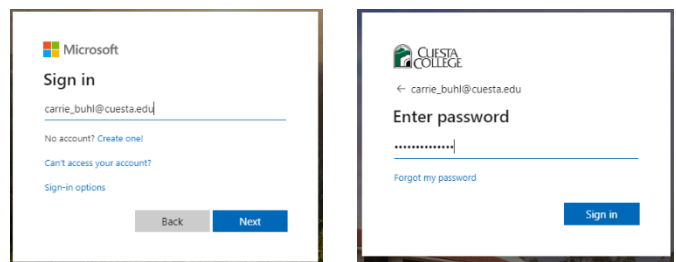 Microsoft
Sign in
carrie_buhl@cuesta.edu
No account? Create one!
Can't access your account?
Sign-in options
Back
Next
CUESTA
COLLEGE
← carrie_buhl@cuesta.edu
Enter password
••••••••••••••
Forgot my password
Sign in